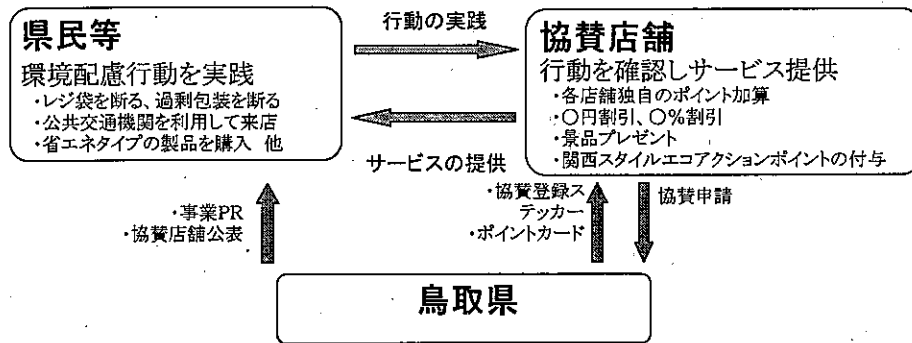 県民等
環境配慮行動を実践
・レジ袋を断る、過剰包装を断る
・公共交通機関を利用して来店
・省エネタイプの製品を購入 他
行動の実践
サービスの提供
協賛店舗
行動を確認しサービス提供
・各店舗独自のポイント加算
・〇円割引、〇%割引
・景品プレゼント
・関西スタイルエコアクションポイントの付与
・事業PR
・協賛店舗公表
・協賛登録ス
テッカー
・ポイントカード
協賛申請
鳥取県